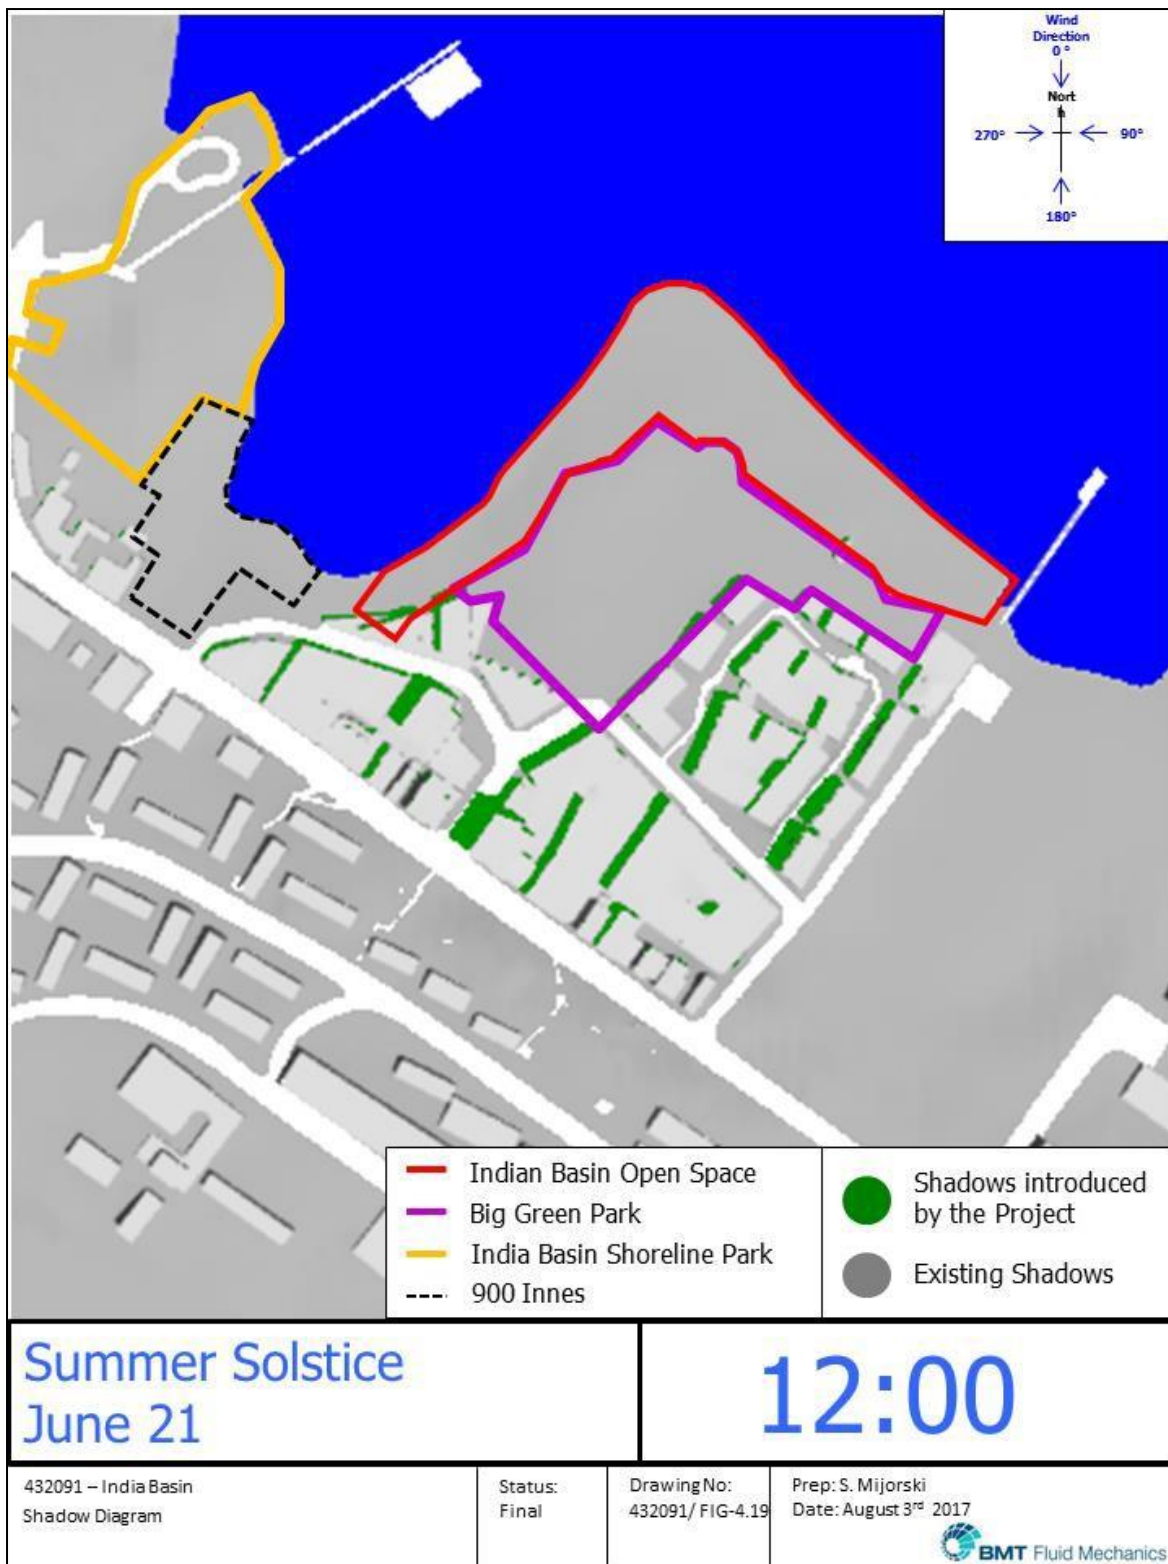 Wind
Direction
0 °
Nort
h
270°
90°
180°
Indian Basin Open Space
Big Green Park
India Basin Shoreline Park
900 Innes
Shadows introduced
by the Project
Existing Shadows
Summer Solstice
June 21
12:00
432091 – India Basin
Shadow Diagram
Status:
Final
Drawing No:
432091/ FIG-4.19
Prep: S. Mijorski
Date: August 3rd 2017
BMT Fluid Mechanics